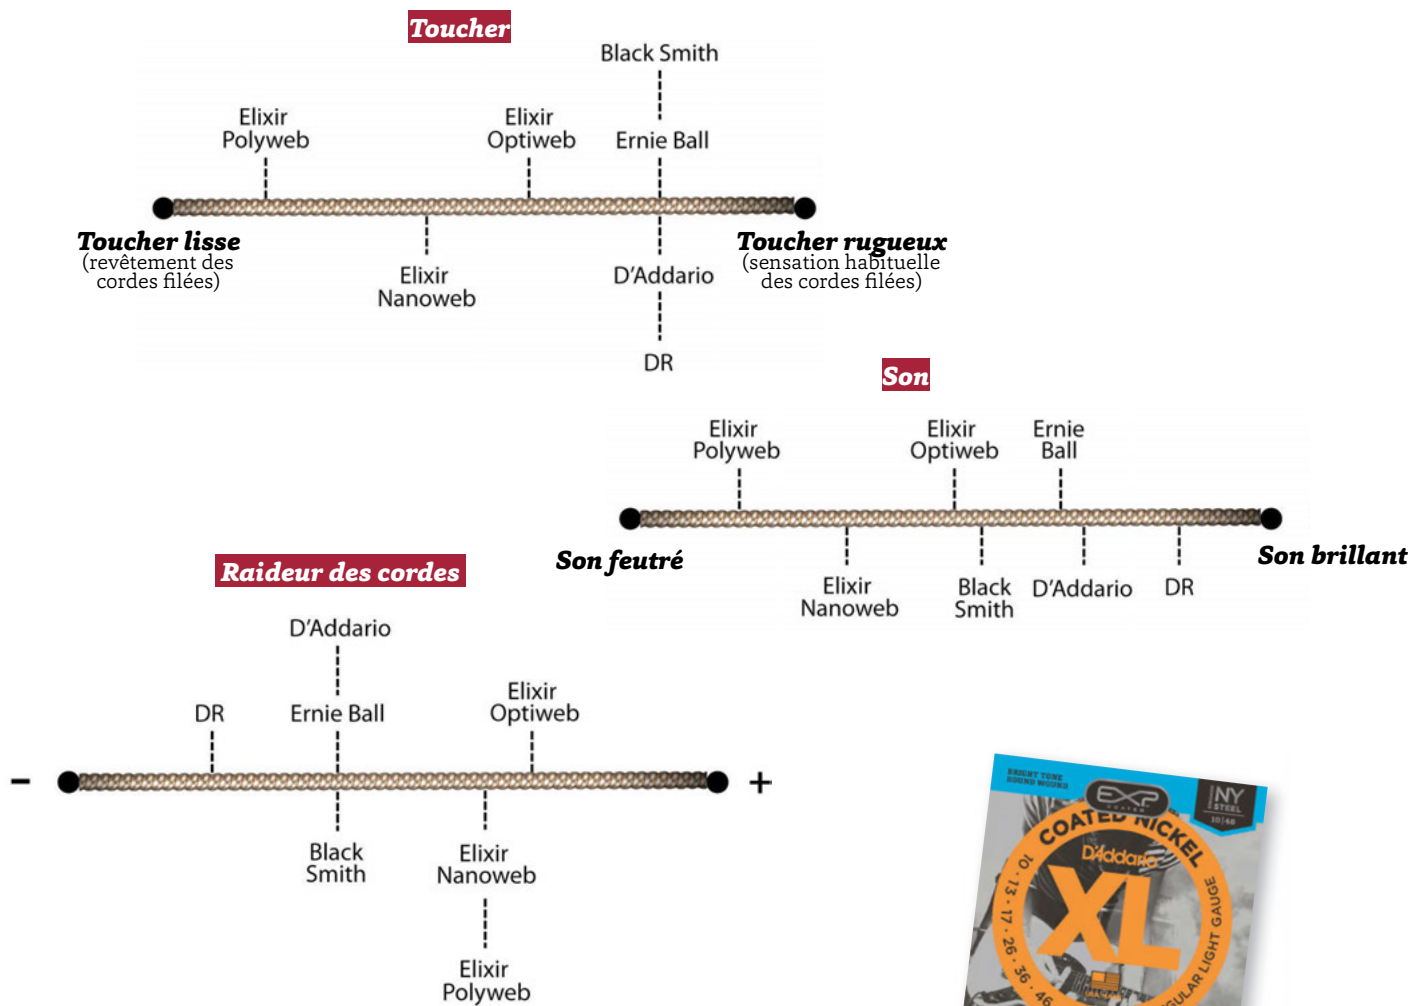 Toucher
Black Smith
Elixir
Polyweb
Elixir
Optiweb
Ernie Ball
Toucher lisse
(revêtement des
cordes filées)
Elixir
Nanoweb
D'Addario
DR
Toucher rugueux
(sensation habituelle
des cordes filées)
Son
Elixir
Polyweb
Elixir
Optiweb
Ernie
Ball
Son feutré
Son brillant
Elixir
Nanoweb
Black
Smith
D'Addario
DR
Raideur des cordes
D'Addario
DR
Ernie Ball
Elixir
Optiweb
–
+
Black
Smith
Elixir
Nanoweb
Elixir
Polyweb
BRIGHT TONE
ROUND WOUND
EXP
COATED
NY
STEEL
10|46
COATED NICKEL
D'Addario
XL
10 · 13 · 17 · 26 · 36 · 46
GULAR LIGHT GAUGE